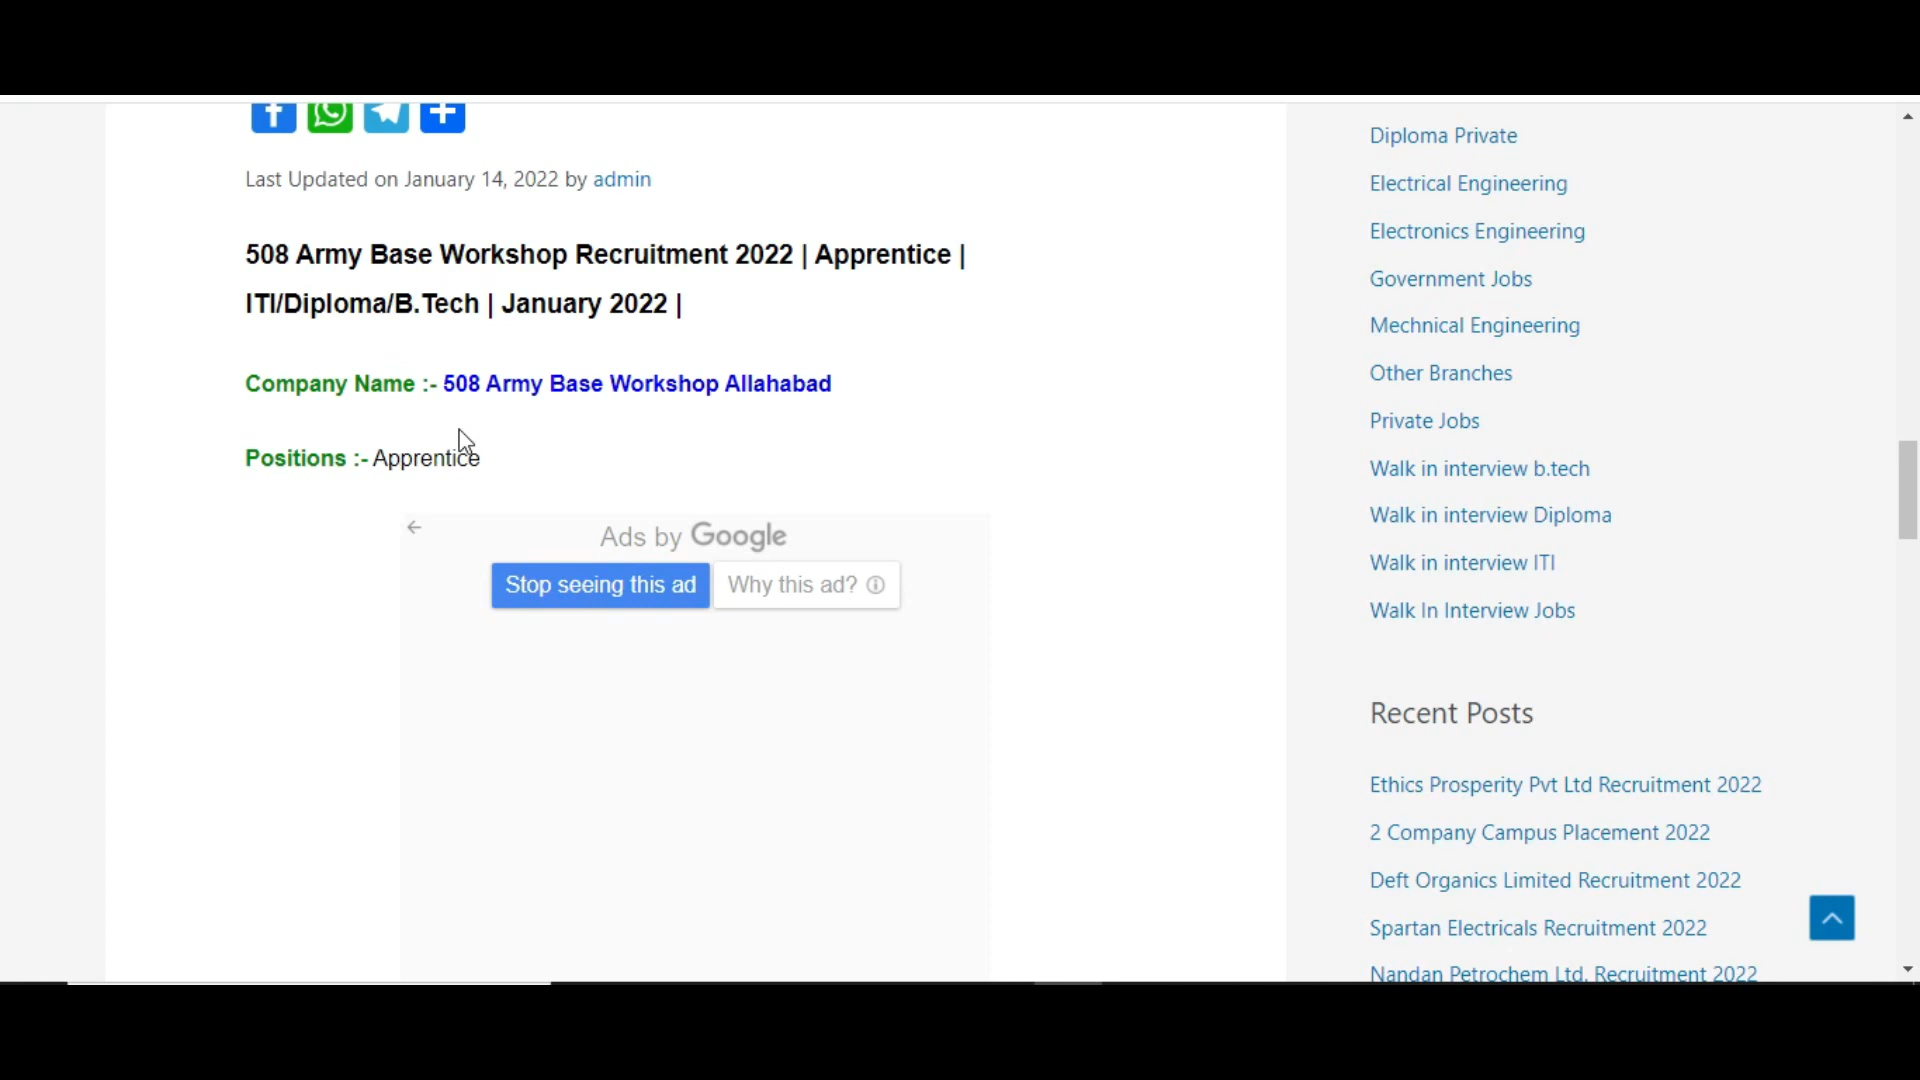 Last Updated on January 14, 2022 by admin
508 Army Base Workshop Recruitment 2022 | Apprentice |
ITI/Diploma/B.Tech | January 2022 |
Company Name :- 508 Army Base Workshop Allahabad
Positions :- Apprentice
Ads by Google
Stop seeing this ad
Why this ad?
Diploma Private
Electrical Engineering
Electronics Engineering
Government Jobs
Mechnical Engineering
Other Branches
Private Jobs
Walk in interview b.tech
Walk in interview Diploma
Walk in interview ITI
Walk In Interview Jobs
Recent Posts
Ethics Prosperity Pvt Ltd Recruitment 2022
2 Company Campus Placement 2022
Deft Organics Limited Recruitment 2022
Spartan Electricals Recruitment 2022
Nandan Petrochem Ltd. Recruitment 2022